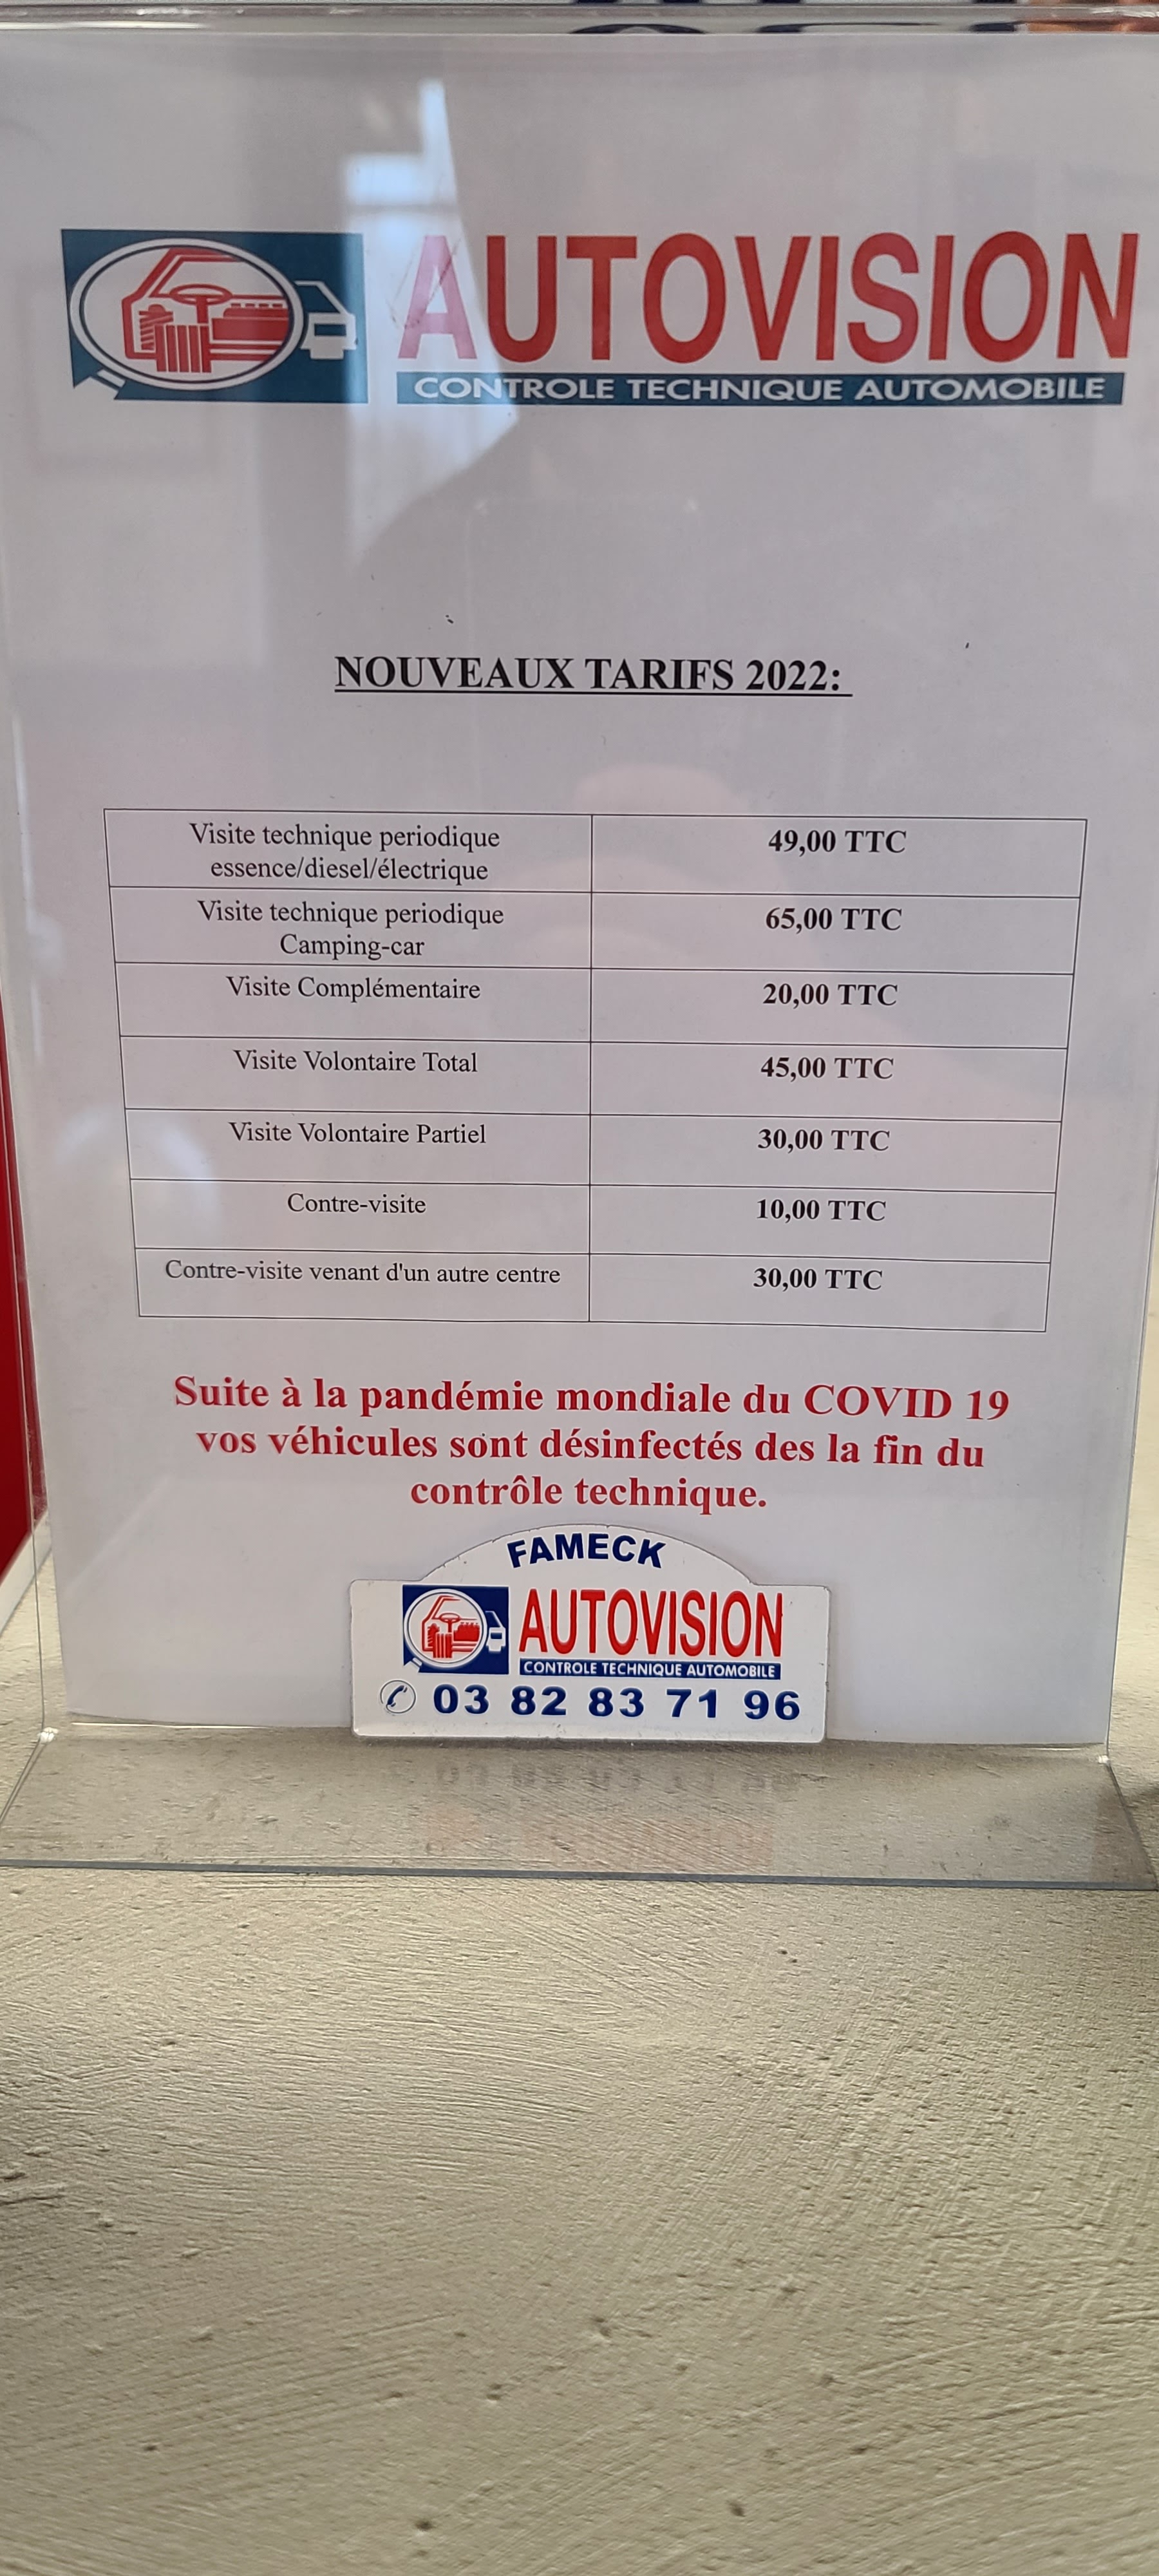 AUTOVISION
CONTROLE TECHNIQUE AUTOMOBILE
NOUVEAUX TARIFS 2022:
Visite technique periodique
essence/diesel/électrique
49,00 TTC
Visite technique periodique
Camping-car
65,00 TTC
Visite Complémentaire
20,00 TTC
Visite Volontaire Total
45,00 TTC
Visite Volontaire Partiel
30,00 TTC
Contre-visite
10,00 TTC
Contre-visite venant d'un autre centre
30,00 TTC
Suite à la pandémie mondiale du COVID 19
vos véhicules sont désinfectés des la fin du
contrôle technique.
FAMECK
AUTOVISION
CONTROLE TECHNIQUE AUTOMOBILE
03 82 83 71 96